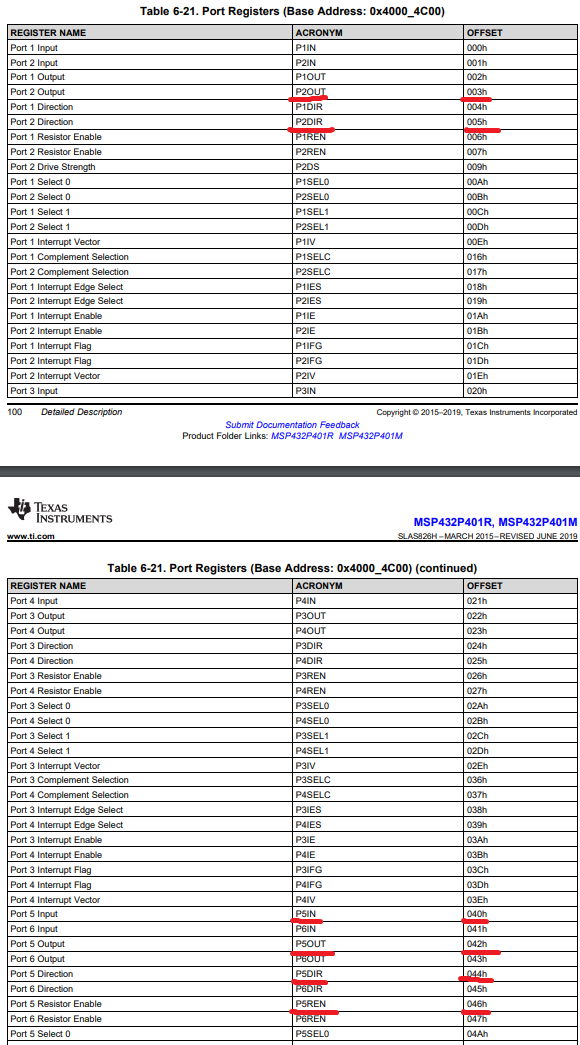 Table 6-21. Port Registers (Base Address: 0x4000_4C00)
REGISTER NAME ACRONYM OFFSET
Port 1 Input P1IN 000h
Port 2 Input P2IN 001h
Port 1 Output P1OUT 002h
Port 2 Output P2OUT 003h
Port 1 Direction P1DIR 004h
Port 2 Direction P2DIR 005h
Port 1 Resistor Enable P1REN 006h
Port 2 Resistor Enable P2REN 007h
Port 2 Drive Strength P2DS 009h
Port 1 Select 0 P1SEL0 00Ah
Port 2 Select 0 P2SEL0 00Bh
Port 1 Select 1 P1SEL1 00Ch
Port 2 Select 1 P2SEL1 00Dh
Port 1 Interrupt Vector P1IV 00Eh
Port 1 Complement Selection P1SELC 016h
Port 2 Complement Selection P2SELC 017h
Port 1 Interrupt Edge Select P1IES 018h
Port 2 Interrupt Edge Select P2IES 019h
Port 1 Interrupt Enable P1IE 01Ah
Port 2 Interrupt Enable P2IE 01Bh
Port 1 Interrupt Flag P1IFG 01Ch
Port 2 Interrupt Flag P2IFG 01Dh
Port 2 Interrupt Vector P2IV 01Eh
Port 3 Input P3IN 020h
100 Detailed Description Copyright © 2015–2019, Texas Instruments Incorporated
Submit Documentation Feedback
Product Folder Links: MSP432P401R MSP432P401M
TEXAS
INSTRUMENTS
MSP432P401R, MSP432P401M
www.ti.com SLAS826H –MARCH 2015–REVISED JUNE 2019
Table 6-21. Port Registers (Base Address: 0x4000_4C00) (continued)
REGISTER NAME ACRONYM OFFSET
Port 4 Input P4IN 021h
Port 3 Output P3OUT 022h
Port 4 Output P4OUT 023h
Port 3 Direction P3DIR 024h
Port 4 Direction P4DIR 025h
Port 3 Resistor Enable P3REN 026h
Port 4 Resistor Enable P4REN 027h
Port 3 Select 0 P3SEL0 02Ah
Port 4 Select 0 P4SEL0 02Bh
Port 3 Select 1 P3SEL1 02Ch
Port 4 Select 1 P4SEL1 02Dh
Port 3 Interrupt Vector P3IV 02Eh
Port 3 Complement Selection P3SELC 036h
Port 4 Complement Selection P4SELC 037h
Port 3 Interrupt Edge Select P3IES 038h
Port 4 Interrupt Edge Select P4IES 039h
Port 3 Interrupt Enable P3IE 03Ah
Port 4 Interrupt Enable P4IE 03Bh
Port 3 Interrupt Flag P3IFG 03Ch
Port 4 Interrupt Flag P4IFG 03Dh
Port 4 Interrupt Vector P4IV 03Eh
Port 5 Input P5IN 040h
Port 6 Input P6IN 041h
Port 5 Output P5OUT 042h
Port 6 Output P6OUT 043h
Port 5 Direction P5DIR 044h
Port 6 Direction P6DIR 045h
Port 5 Resistor Enable P5REN 046h
Port 6 Resistor Enable P6REN 047h
Port 5 Select 0 P5SEL0 04Ah